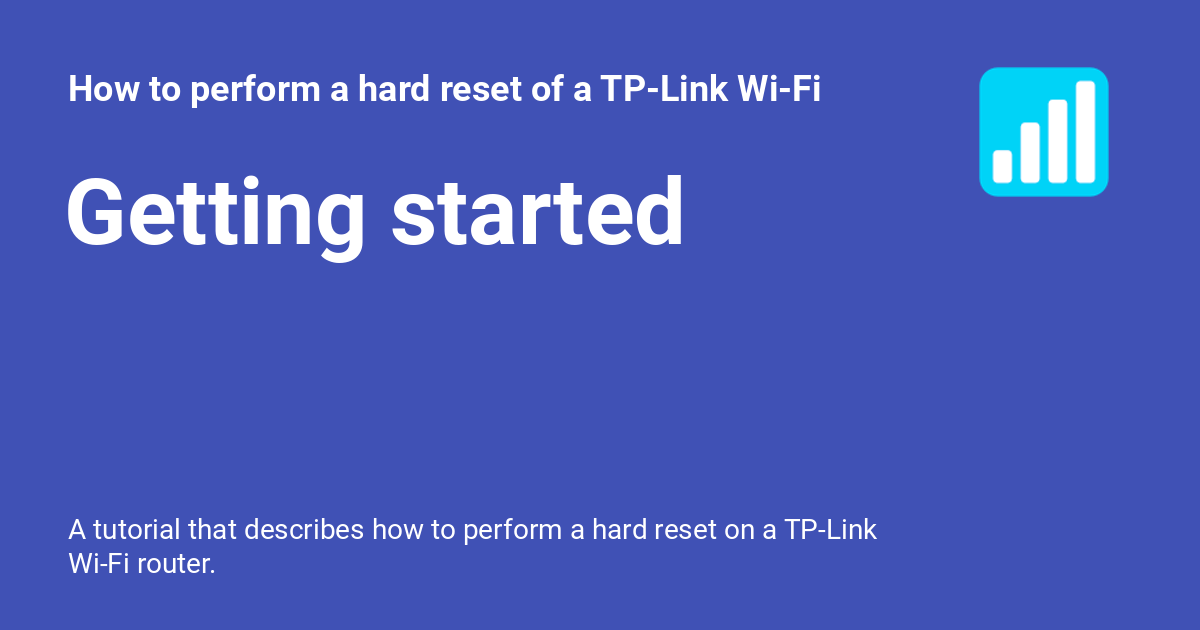 How to perform a hard reset of a TP-Link Wi-Fi
Getting started
A tutorial that describes how to perform a hard reset on a TP-Link
Wi-Fi router.